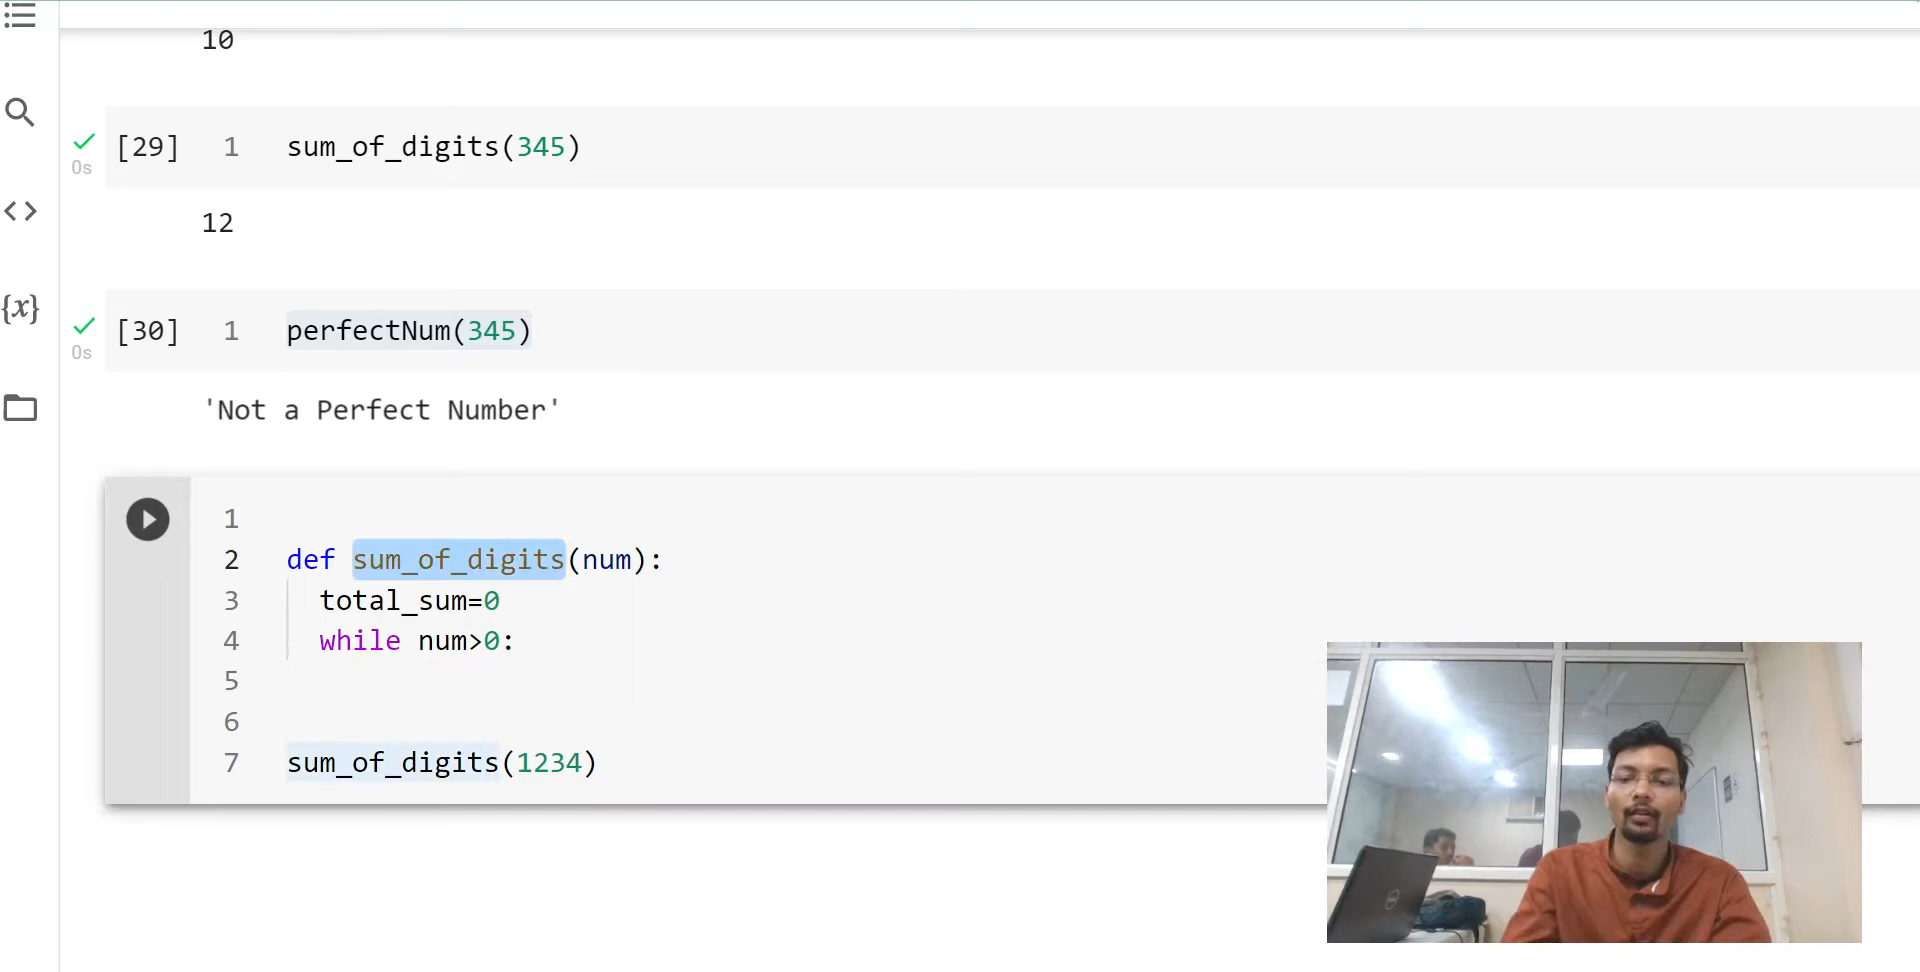 10
[29] 1 sum_of_digits(345)
0s
12
{x}
[30] 1 perfectNum(345)
0s
'Not a Perfect Number'
1
2 def sum_of_digits(num):
3 total_sum=0
4 while num>0:
5
6
7 sum_of_digits(1234)